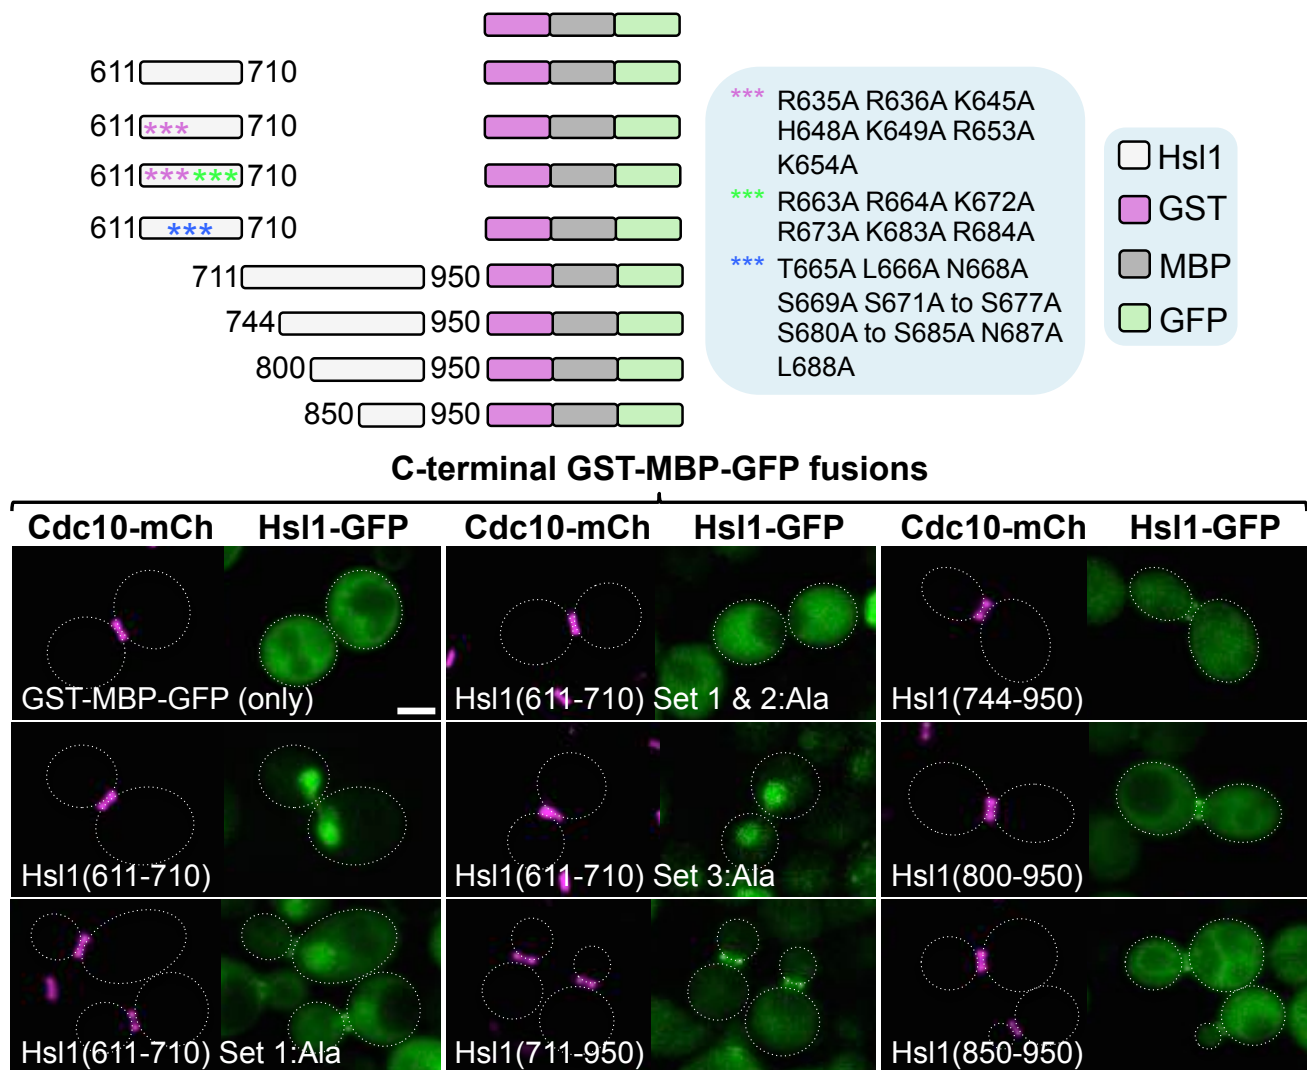 611 710
611 *** 710
611 *** *** 710
611 *** 710
711 950
744 950
800 950
850 950
*** R635A R636A K645A
H648A K649A R653A
K654A
*** R663A R664A K672A
R673A K683A R684A
*** T665A L666A N668A
S669A S671A to S677A
S680A to S685A N687A
L688A
Hsl1
GST
MBP
GFP
C-terminal GST-MBP-GFP fusions
Cdc10-mCh Hsl1-GFP Cdc10-mCh Hsl1-GFP Cdc10-mCh Hsl1-GFP
GST-MBP-GFP (only) Hsl1(611-710) Set 1 & 2:Ala Hsl1(744-950)
Hsl1(611-710) Hsl1(611-710) Set 3:Ala Hsl1(800-950)
Hsl1(611-710) Set 1:Ala Hsl1(711-950) Hsl1(850-950)